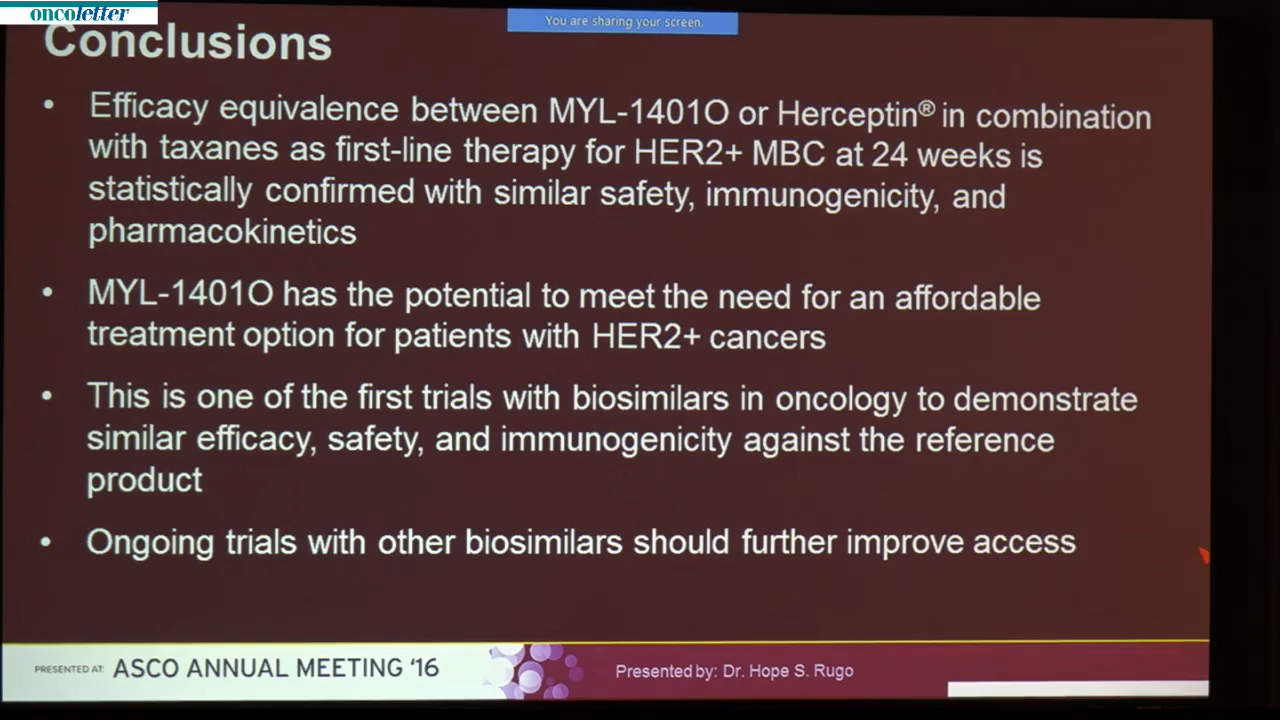 oncoletter
You are sharing your screen.
Conclusions
• Efficacy equivalence between MYL-1401O or Herceptin® in combination
with taxanes as first-line therapy for HER2+ MBC at 24 weeks is
statistically confirmed with similar safety, immunogenicity, and
pharmacokinetics
• MYL-1401O has the potential to meet the need for an affordable
treatment option for patients with HER2+ cancers
• This is one of the first trials with biosimilars in oncology to demonstrate
similar efficacy, safety, and immunogenicity against the reference
product
• Ongoing trials with other biosimilars should further improve access
PRESENTED AT: ASCO ANNUAL MEETING ‘16
Presented by: Dr. Hope S. Rugo